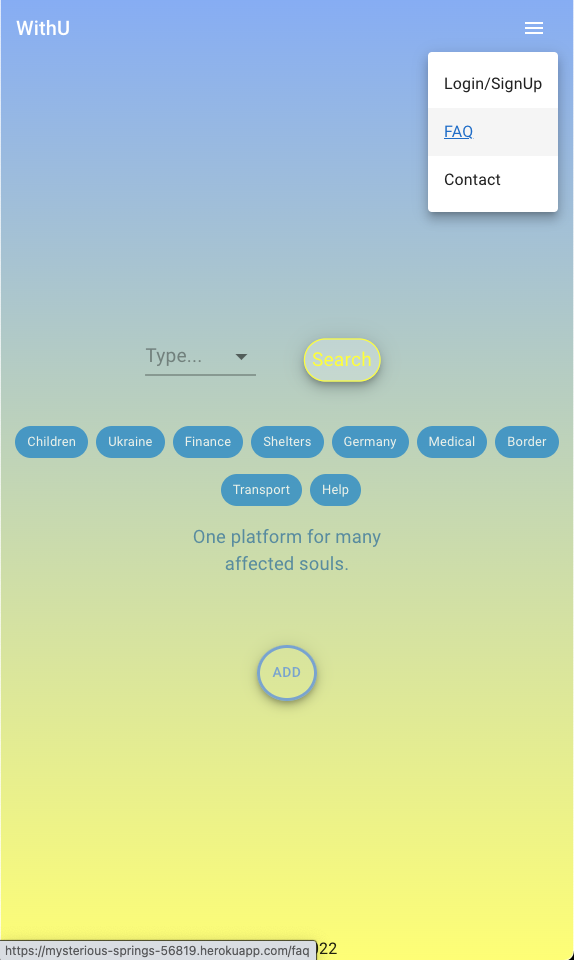 WithU
Login/SignUp
FAQ
Contact
Type...
Search
Children Ukraine Finance Shelters Germany Medical Border
Transport Help
One platform for many
affected souls.
ADD
https://mysterious-springs-56819.herokuapp.com/faq